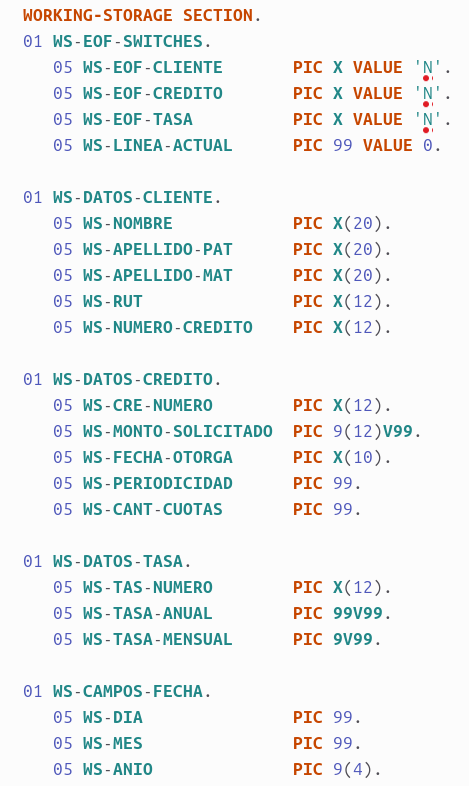 WORKING-STORAGE SECTION.
01 WS-EOF-SWITCHES.
05 WS-EOF-CLIENTE PIC X VALUE 'N'.
05 WS-EOF-CREDITO PIC X VALUE 'N'.
05 WS-EOF-TASA PIC X VALUE 'N'.
05 WS-LINEA-ACTUAL PIC 99 VALUE 0.
01 WS-DATOS-CLIENTE.
05 WS-NOMBRE PIC X(20).
05 WS-APELLIDO-PAT PIC X(20).
05 WS-APELLIDO-MAT PIC X(20).
05 WS-RUT PIC X(12).
05 WS-NUMERO-CREDITO PIC X(12).
01 WS-DATOS-CREDITO.
05 WS-CRE-NUMERO PIC X(12).
05 WS-MONTO-SOLICITADO PIC 9(12)V99.
05 WS-FECHA-OTORGA PIC X(10).
05 WS-PERIODICIDAD PIC 99.
05 WS-CANT-CUOTAS PIC 99.
01 WS-DATOS-TASA.
05 WS-TAS-NUMERO PIC X(12).
05 WS-TASA-ANUAL PIC 99V99.
05 WS-TASA-MENSUAL PIC 9V99.
01 WS-CAMPOS-FECHA.
05 WS-DIA PIC 99.
05 WS-MES PIC 99.
05 WS-ANIO PIC 9(4).